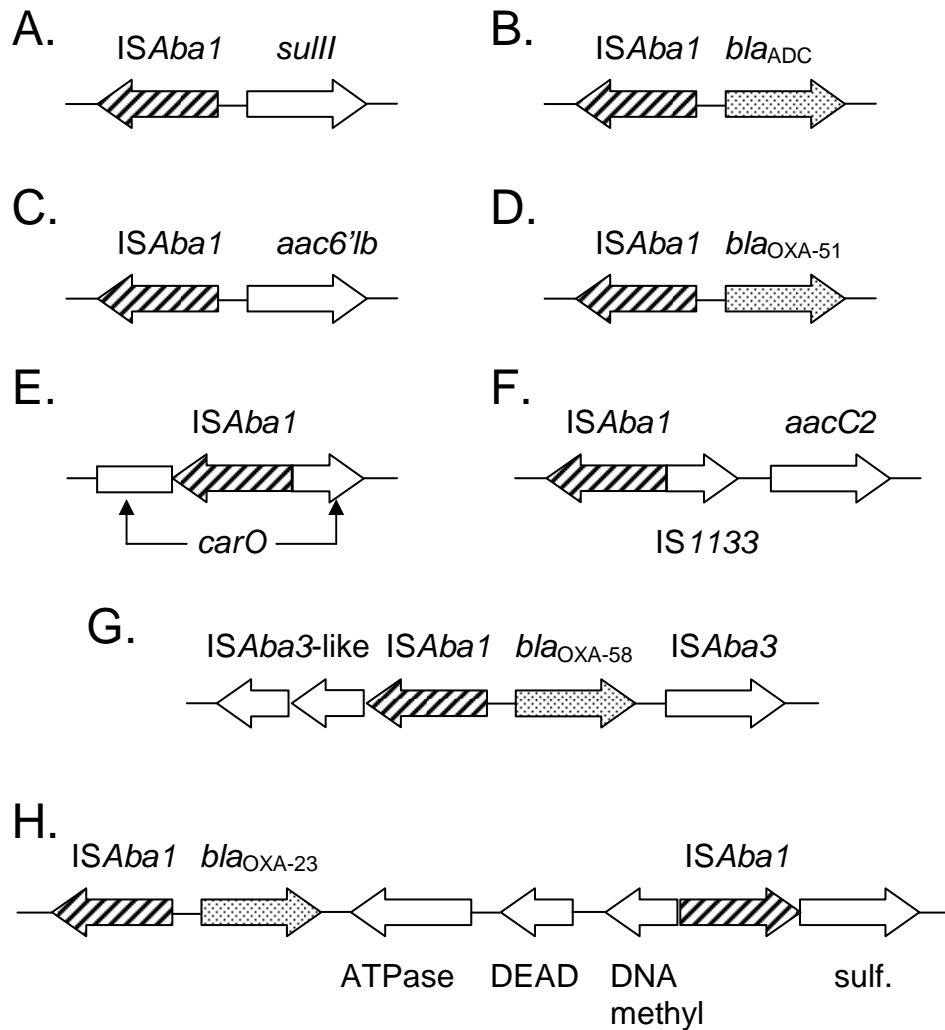 A.
ISAba1 sulII
B.
ISAba1 blaADC
C.
ISAba1 aac6'Ib
D.
ISAba1 blaOXA-51
E.
ISAba1
carO
F.
ISAba1 aacC2
IS1133
G.
ISAba3-like ISAba1 blaOXA-58 ISAba3
H.
ISAba1 blaOXA-23 ISAba1
ATPase DEAD DNA methyl sulf.